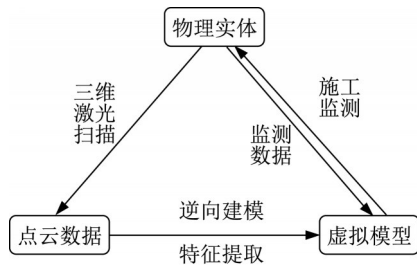 物理实体
三维
激光
扫描
施工
监测
监测
数据
逆向建模
点云数据
虚拟模型
特征提取